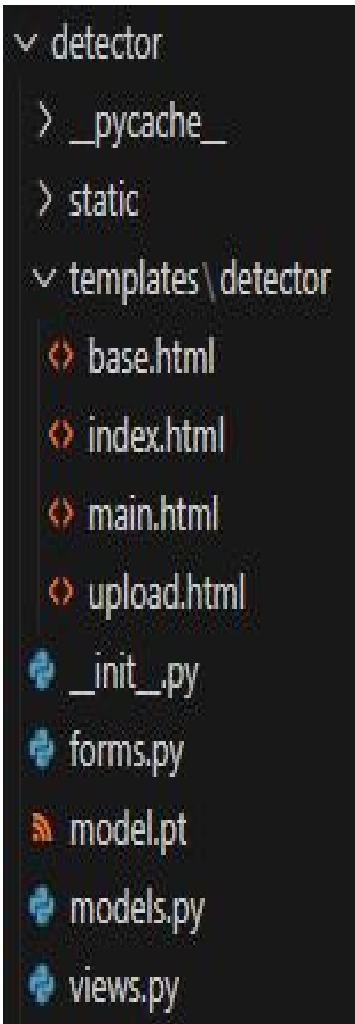 detector
__pycache__
static
templates\detector
base.html
index.html
main.html
upload.html
__init__.py
forms.py
model.pt
models.py
views.py